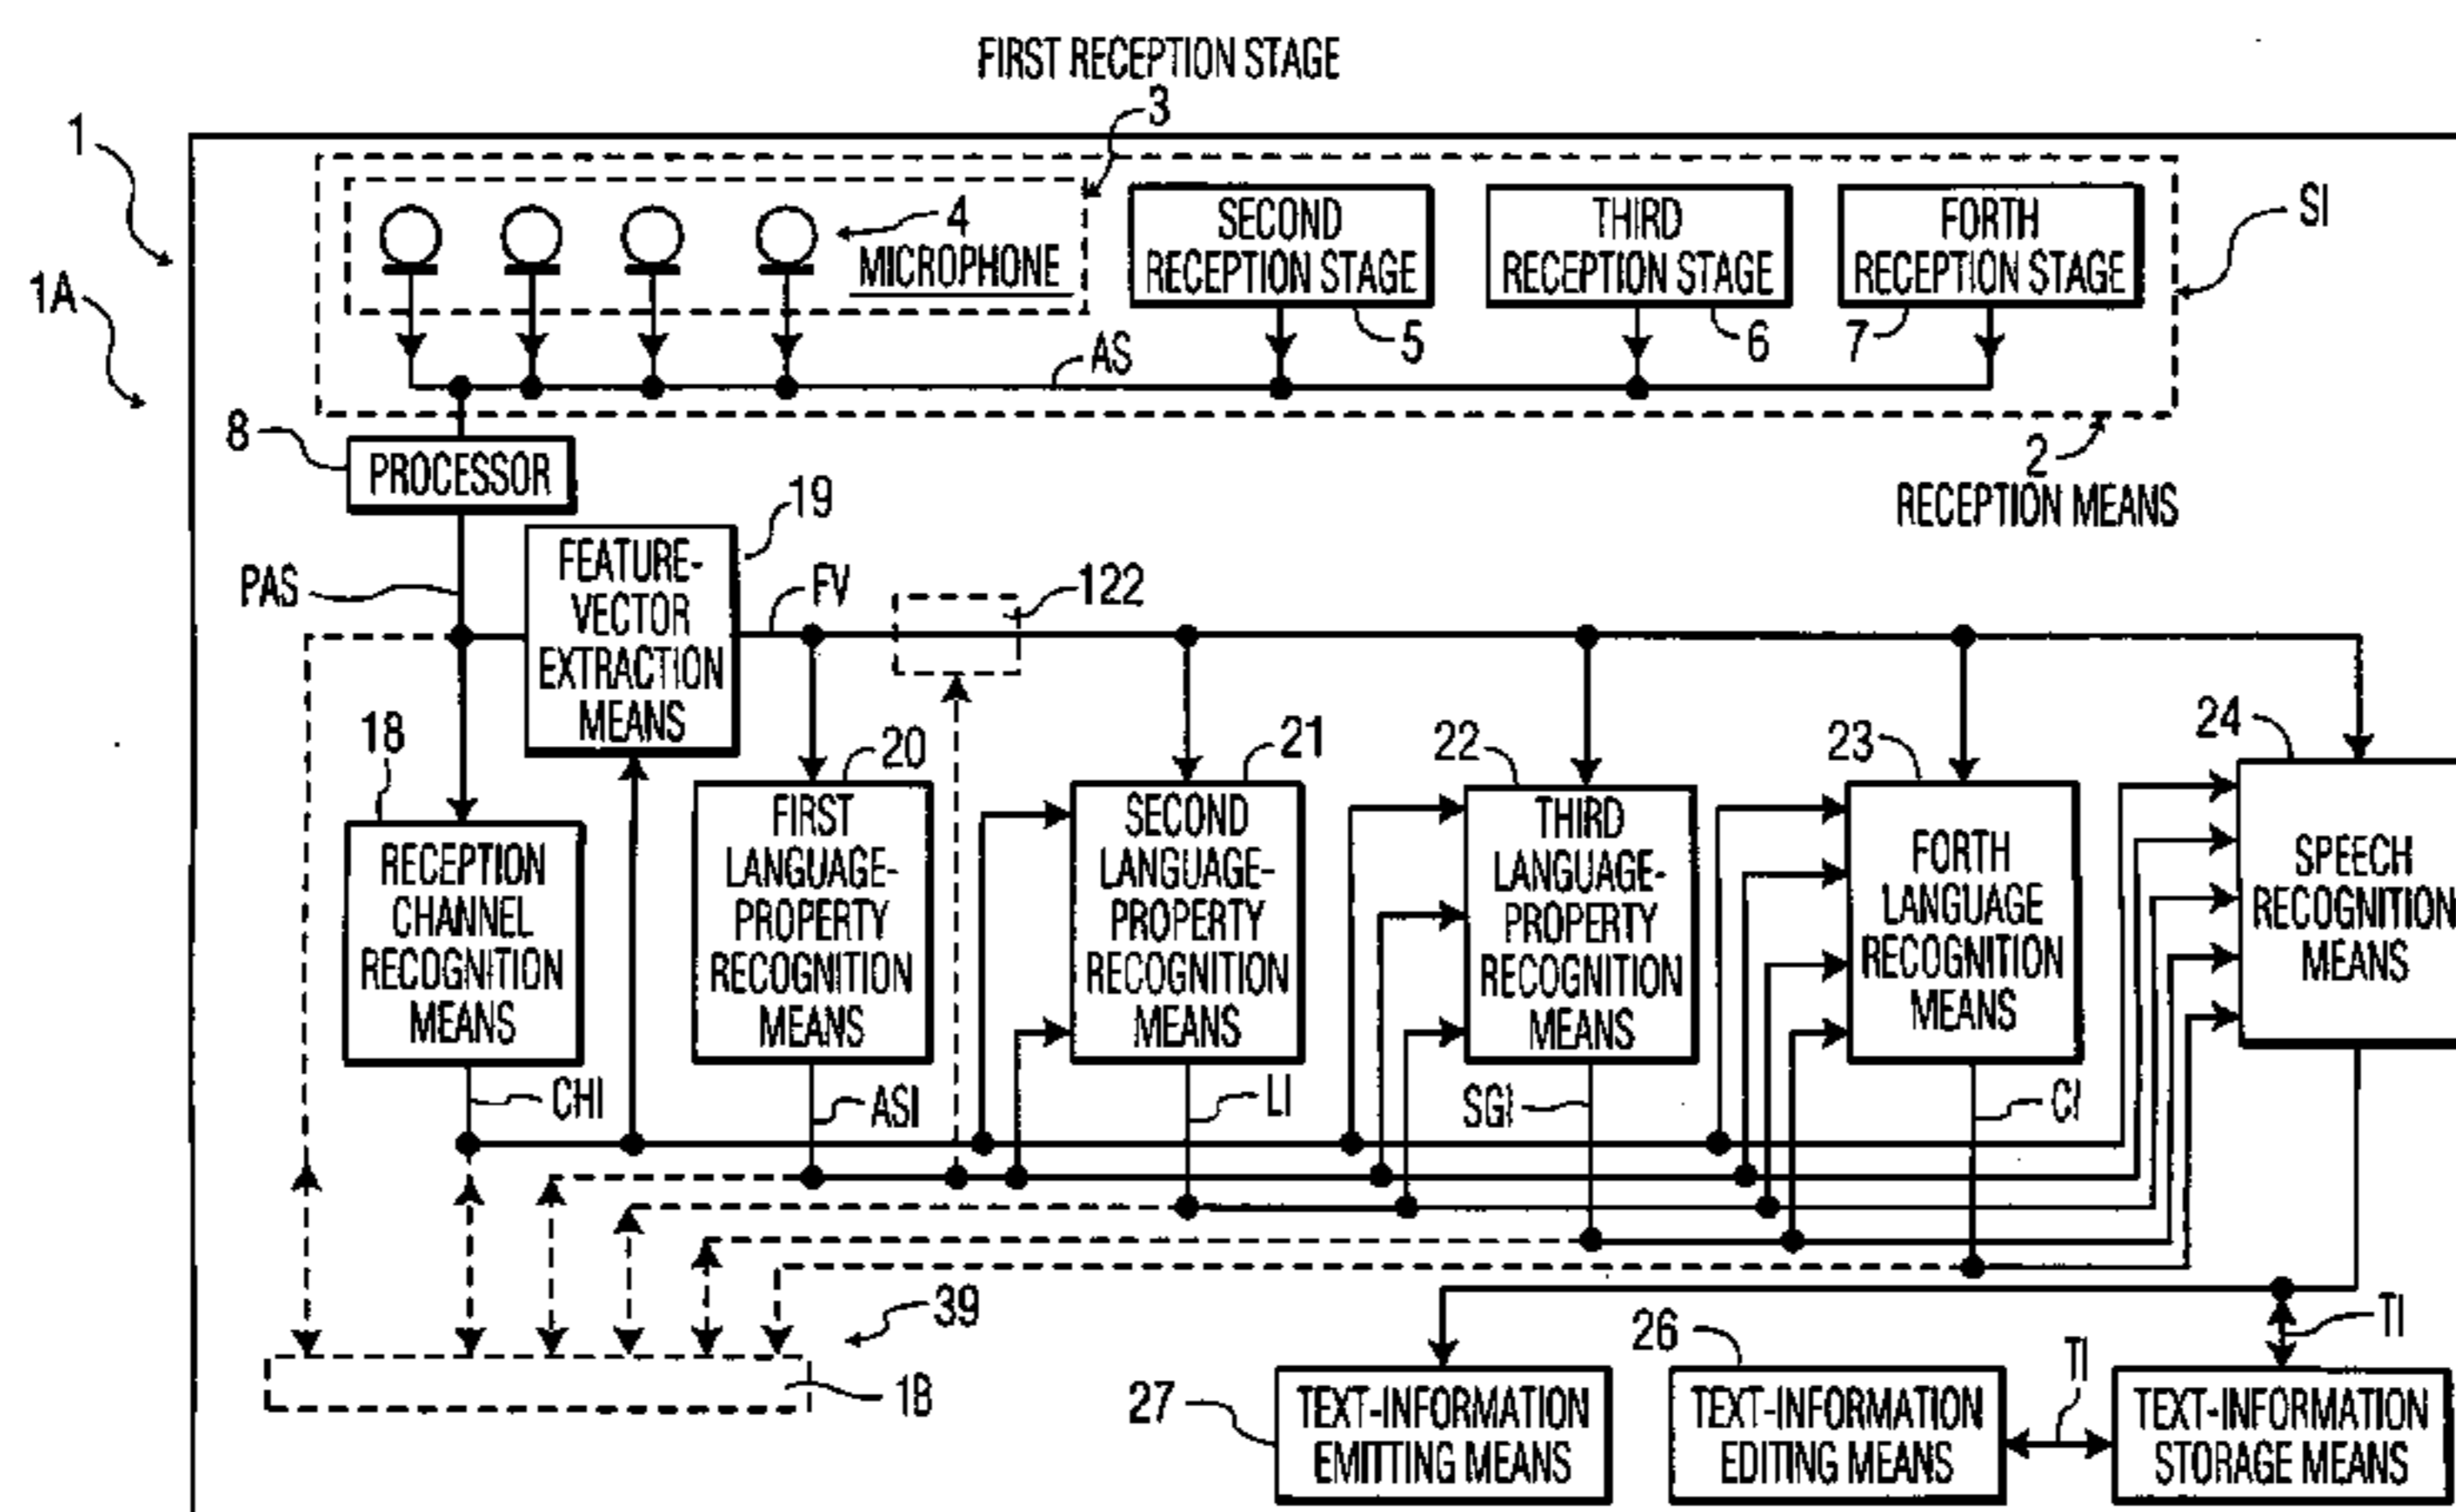 FIRST RECEPTION STAGE
3
1
1A
4
MICROPHONE
SECOND
RECEPTION STAGE
5
THIRD
RECEPTION STAGE
6
FORTH
RECEPTION STAGE
7
SI
AS
2
RECEPTION MEANS
8
PROCESSOR
PAS
19
FEATURE-
VECTOR
EXTRACTION
MEANS
FV
122
18
RECEPTION
CHANNEL
RECOGNITION
MEANS
20
FIRST
LANGUAGE-
PROPERTY
RECOGNITION
MEANS
21
SECOND
LANGUAGE-
PROPERTY
RECOGNITION
MEANS
22
THIRD
LANGUAGE-
PROPERTY
RECOGNITION
MEANS
23
FORTH
LANGUAGE
RECOGNITION
MEANS
24
SPEECH
RECOGNITION
MEANS
CHI
ASI
LI
SGI
CI
39
1B
27
TEXT-INFORMATION
EMITTING MEANS
26
TEXT-INFORMATION
EDITING MEANS
TI
TI
TEXT-INFORMATION
STORAGE MEANS